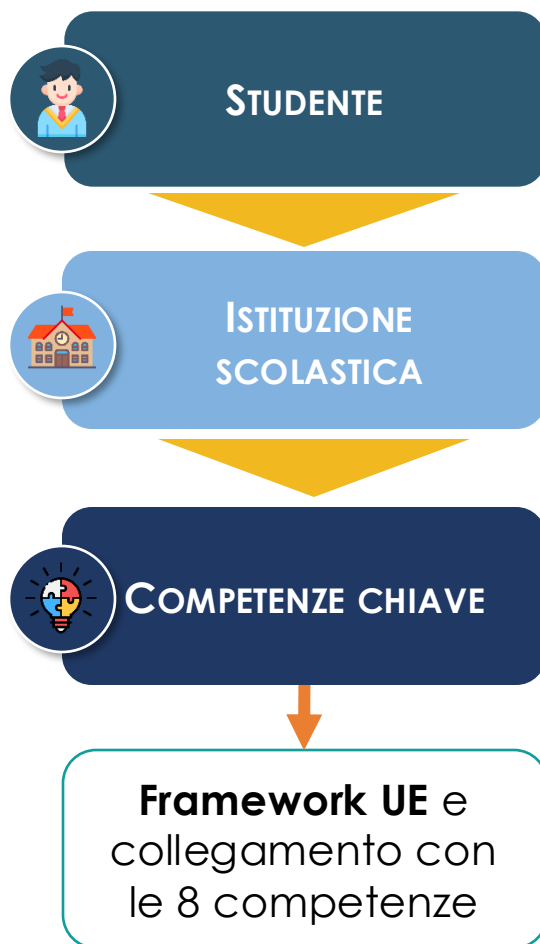 STUDENTE
ISTITUZIONE
SCOLASTICA
COMPETENZE CHIAVE
Framework UE e
collegamento con
le 8 competenze